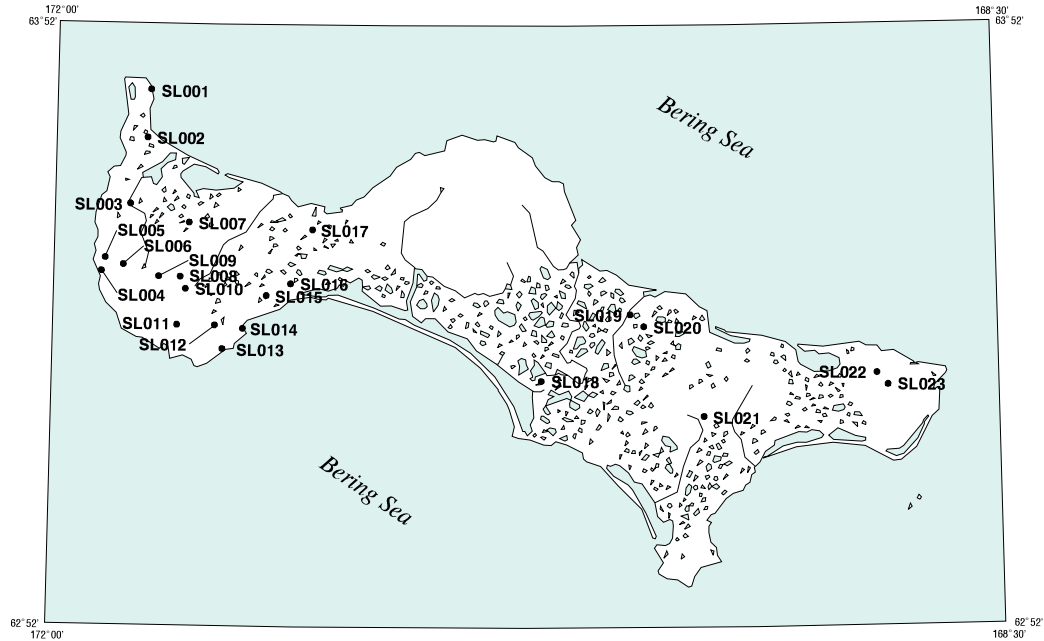 172°00'
168°30'
63°52'
63°52'
SL001
Bering Sea
SL002
SL003
SL007
SL005
SL017
SL006
SL009
SL008
SL016
SL010
SL004
SL015
SL019
SL011
SL014
SL020
SL012
SL013
SL022
SL018
SL023
SL021
Bering Sea
62°52'
62°52'
172°00'
168°30'